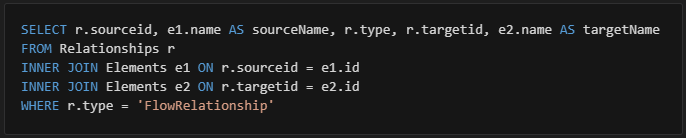 SELECT r.sourceid, e1.name AS sourceName, r.type, r.targetid, e2.name AS targetName
FROM Relationships r
INNER JOIN Elements e1 ON r.sourceid = e1.id
INNER JOIN Elements e2 ON r.targetid = e2.id
WHERE r.type = 'FlowRelationship'